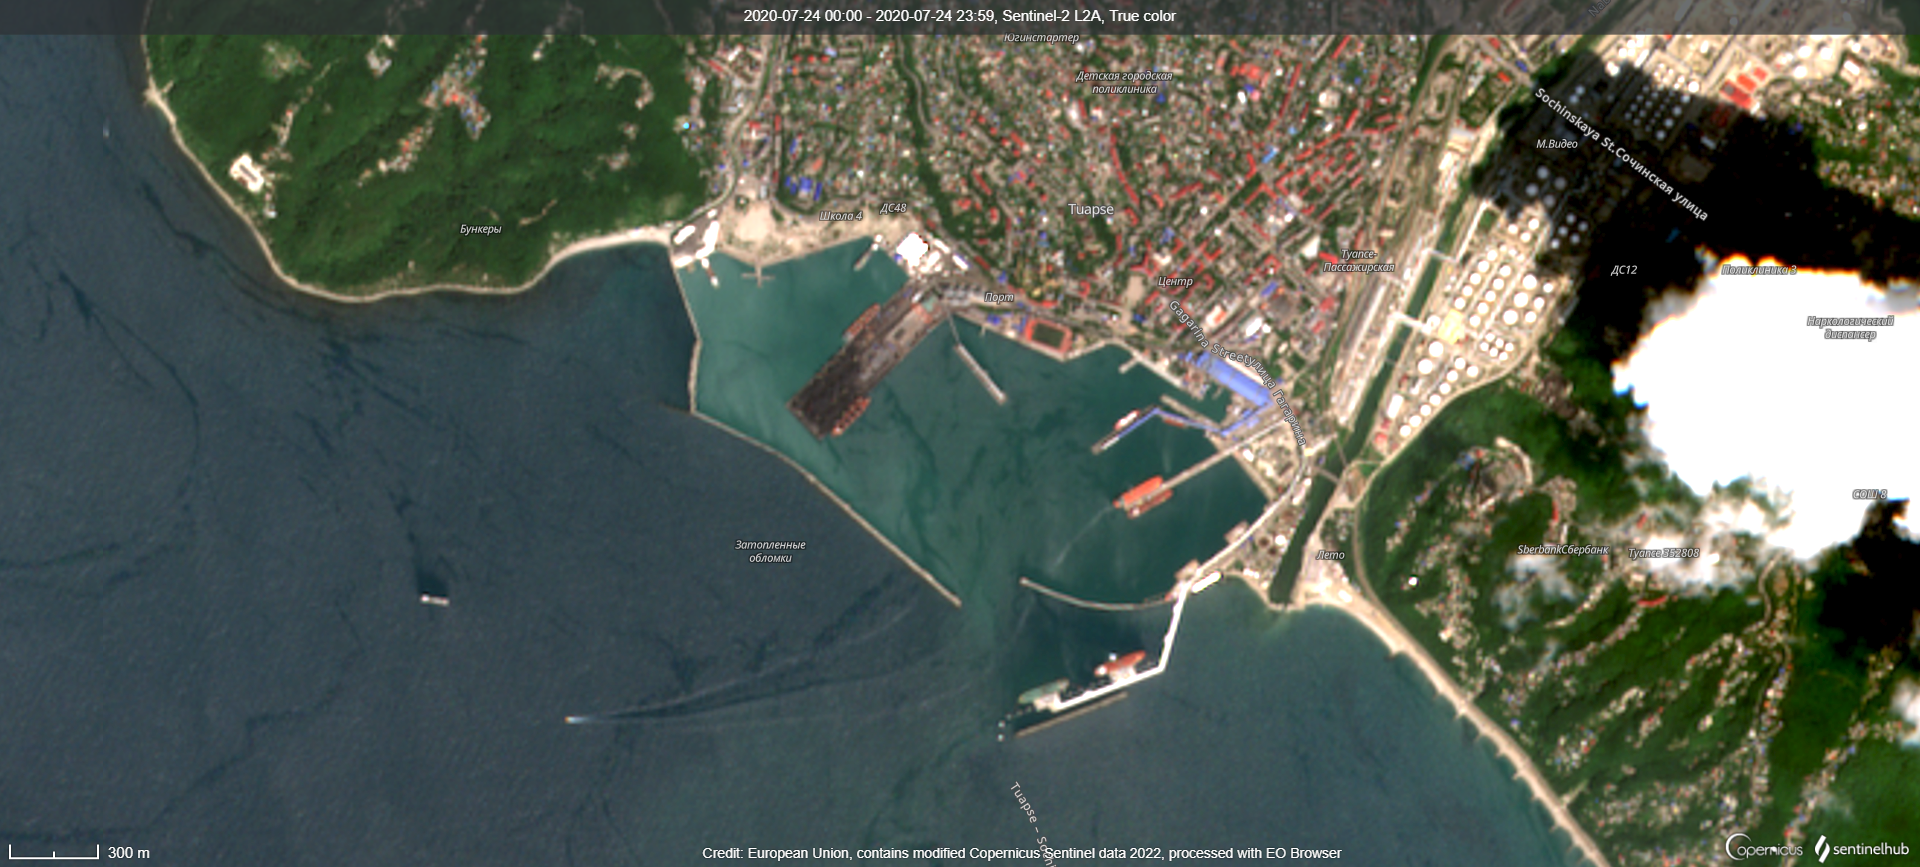 2020-07-24 00:00 - 2020-07-24 23:59, Sentinel-2 L2A, True color
Югинстартер
Детская городская
поликлиника
Sochinskaya St.Сочинская улица
М.Видео
Школа 4
ДС48
Tuapse
Бункеры
Туапсе-
Пассажирская
ДС12
Поликлиника 3
Центр
Порт
Gagarina Streetулица Гагарина
Наркологический
диспансер
СОШ 8
Затопленные
обломки
Лето
SberbankСбербанк
Туапсе 352808
Tuapse – Sochi
300 m
Credit: European Union, contains modified Copernicus Sentinel data 2022, processed with EO Browser
Copernicus
sentinelhub